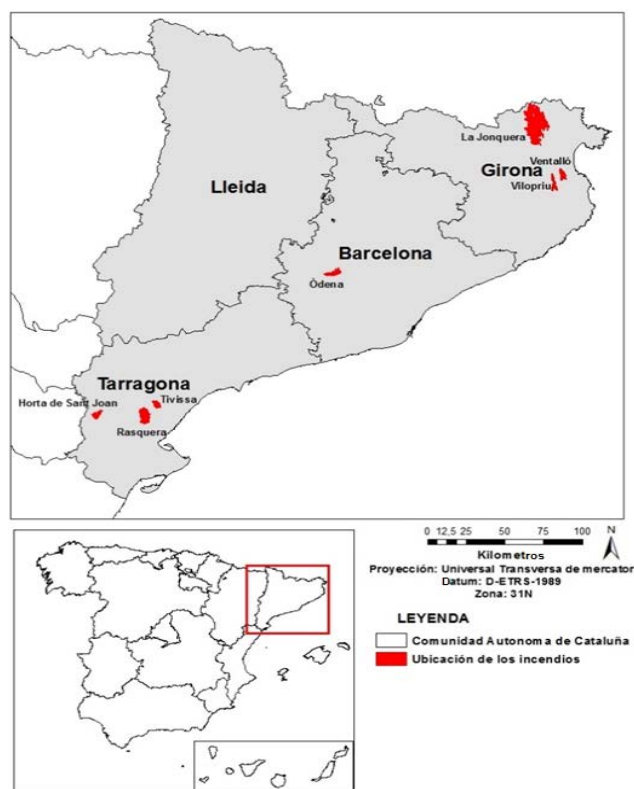 La Jonquera
Ventalló
Girona
Vilopriu
Lleida
Barcelona
Òdena
Tarragona
Horta de Sant Joan
Tivissa
Rasquera
0 12,5 25 50 75 100
N
Kilometros
Proyección: Universal Transversa de mercator
Datum: D-ETRS-1989
Zona: 31N
LEYENDA
Comunidad Autonoma de Cataluña
Ubicación de los incendios